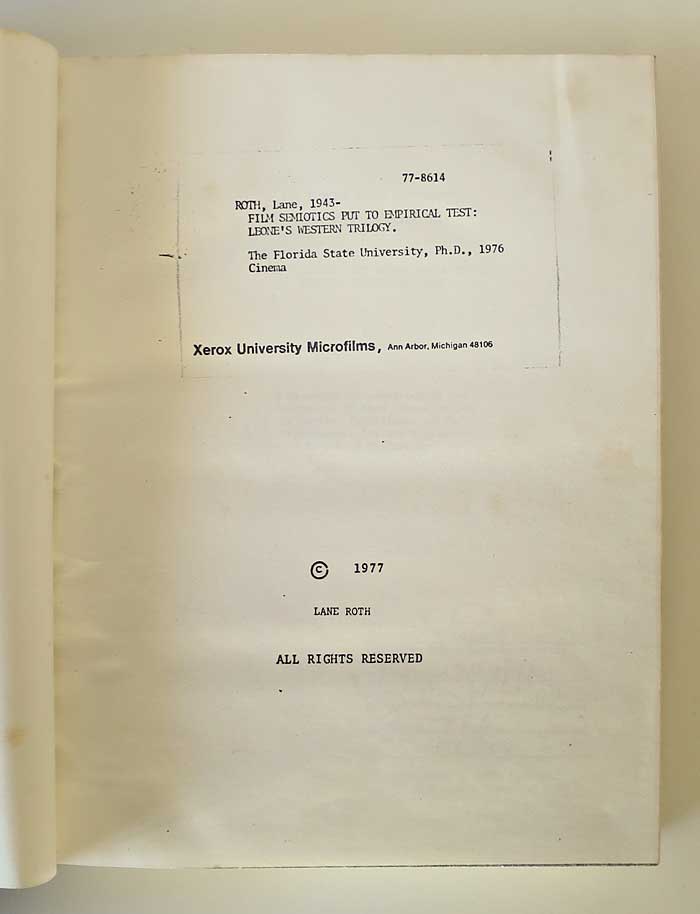 77-8614
ROTH, Lane, 1943-
FILM SEMIOTICS PUT TO EMPIRICAL TEST:
LEONE'S WESTERN TRILOGY.
The Florida State University, Ph.D., 1976
Cinema
Xerox University Microfilms, Ann Arbor, Michigan 48106
© 1977
LANE ROTH
ALL RIGHTS RESERVED